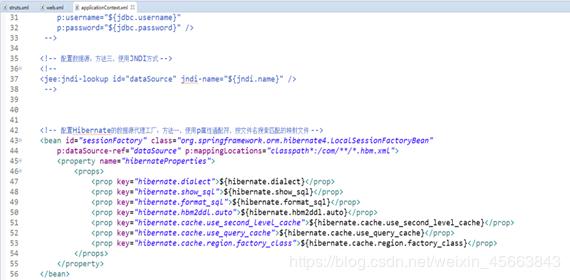 struts.xml web.xml applicationContext.xml
31 p:username="${jdbc.username}"
32 p:password="${jdbc.password}" />
33 -->
34
35 <!-- 配置数据源,方法三,使用JNDI方式 -->
36 <!--
37 <jee:jndi-lookup id="dataSource" jndi-name="${jndi.name}" />
38 -->
39
40
41
42 <!-- 配置Hibernate的数据源代理工厂,方法一,使用p属性通配符,按文件名搜索匹配的映射文件 -->
43 <bean id="sessionFactory" class="org.springframework.orm.hibernate4.LocalSessionFactoryBean"
44 p:dataSource-ref="dataSource" p:mappingLocations="classpath*:/com/**/*.hbm.xml">
45 <property name="hibernateProperties">
46 <props>
47 <prop key="hibernate.dialect">${hibernate.dialect}</prop>
48 <prop key="hibernate.show_sql">${hibernate.show_sql}</prop>
49 <prop key="hibernate.format_sql">${hibernate.format_sql}</prop>
50 <prop key="hibernate.hbm2ddl.auto">${hibernate.hbm2ddl.auto}</prop>
51 <prop key="hibernate.cache.use_second_level_cache">${hibernate.cache.use_second_level_cache}</prop>
52 <prop key="hibernate.cache.use_query_cache">${hibernate.cache.use_query_cache}</prop>
53 <prop key="hibernate.cache.region.factory_class">${hibernate.cache.region.factory_class}</prop>
54 </props>
55 </property>
56 </bean>
https://blog.csdn.net/weixin_45663843